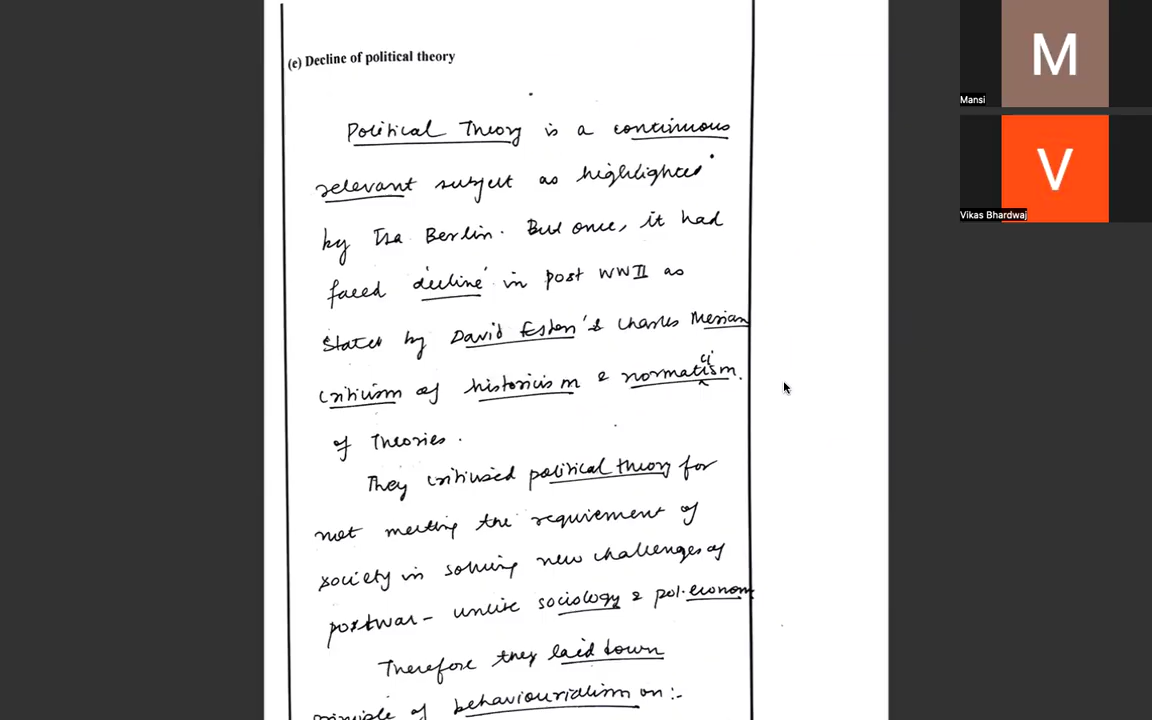 (e) Decline of political theory
Political Theory is a continuous
relevant subject as highlighted
by Isa Berlin. But once, it had
faced 'decline' in post WWII as
stated by David Eston's & Charles Merian
criticism of historicism & normaticism.
of Theories.
They criticised political theory for
not meeting the requirement of
society in solving new challenges of
postwar - unlike sociology & pol. econom
Therefore they laid down
principle of behaviouralism on :-
M
Mansi
V
Vikas Bhardwaj